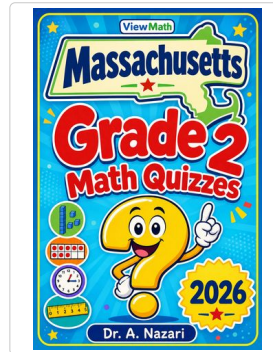 ViewMath
Massachusetts
Grade 2
Math Quizzes
2026
Dr. A. Nazari